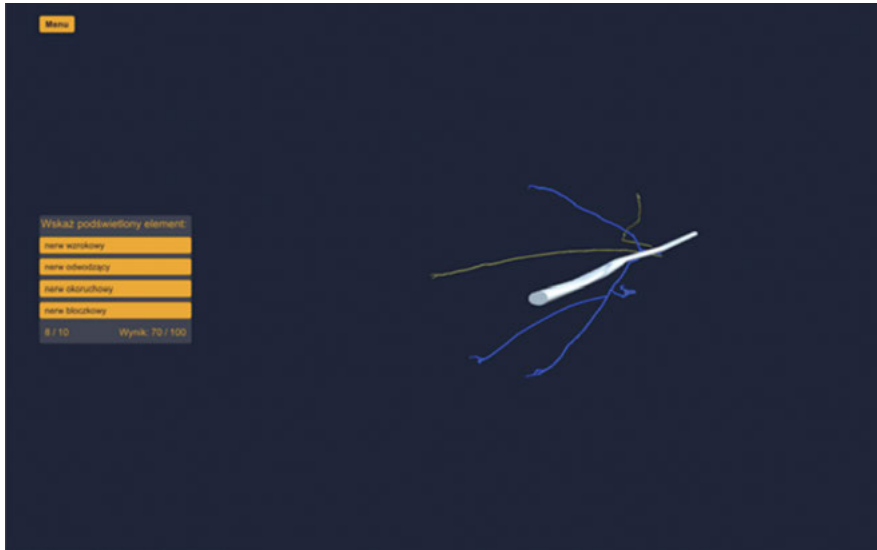 Menu
Wskaż podświetlony element:
nerw wzrokowy
nerw odwodzący
nerw okoruchowy
nerw bloczkowy
8 / 10 Wynik: 70 / 100